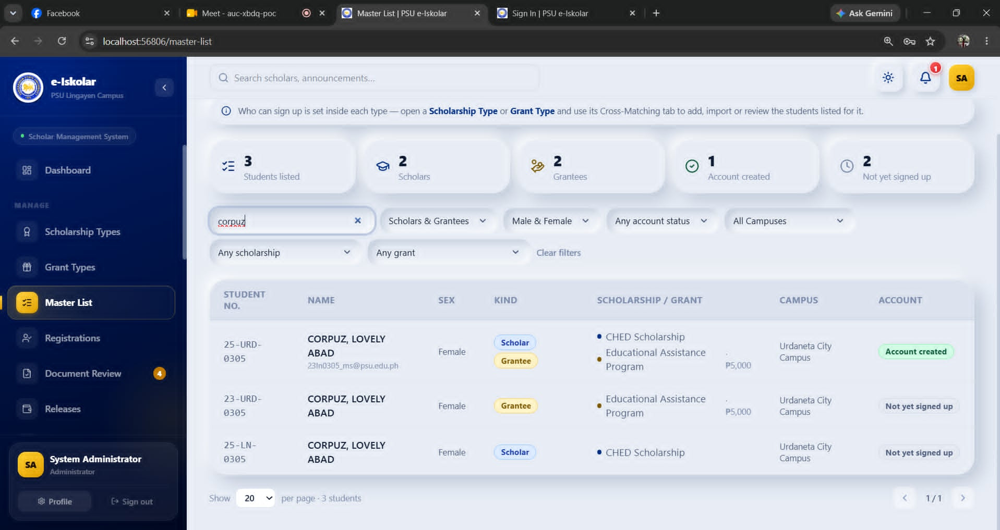 Facebook
Meet - auc-xbdq-poc
Master List | PSU e-Iskolar
Sign In | PSU e-Iskolar
Ask Gemini
localhost:56806/master-list
e-Iskolar
PSU Lingayen Campus
Scholar Management System
Dashboard
MANAGE
Scholarship Types
Grant Types
Master List
Registrations
Document Review
4
Releases
SA
System Administrator
Administrator
Profile
Sign out
Search scholars, announcements...
1
SA
Who can sign up is set inside each type — open a Scholarship Type or Grant Type and use its Cross-Matching tab to add, import or review the students listed for it.
3
Students listed
2
Scholars
2
Grantees
1
Account created
2
Not yet signed up
corpuz
Scholars & Grantees
Male & Female
Any account status
All Campuses
Any scholarship
Any grant
Clear filters
STUDENT NO.
NAME
SEX
KIND
SCHOLARSHIP / GRANT
CAMPUS
ACCOUNT
25-URD-
0305
CORPUZ, LOVELY
ABAD
23ln0305_ms@psu.edu.ph
Female
Scholar
Grantee
• CHED Scholarship
• Educational Assistance
Program
· ₱5,000
Urdaneta City
Campus
Account created
23-URD-
0305
CORPUZ, LOVELY
ABAD
Female
Grantee
• Educational Assistance
Program
· ₱5,000
Urdaneta City
Campus
Not yet signed up
25-LN-
0305
CORPUZ, LOVELY
ABAD
Female
Scholar
• CHED Scholarship
Urdaneta City
Campus
Not yet signed up
Show 20 per page · 3 students
1 / 1